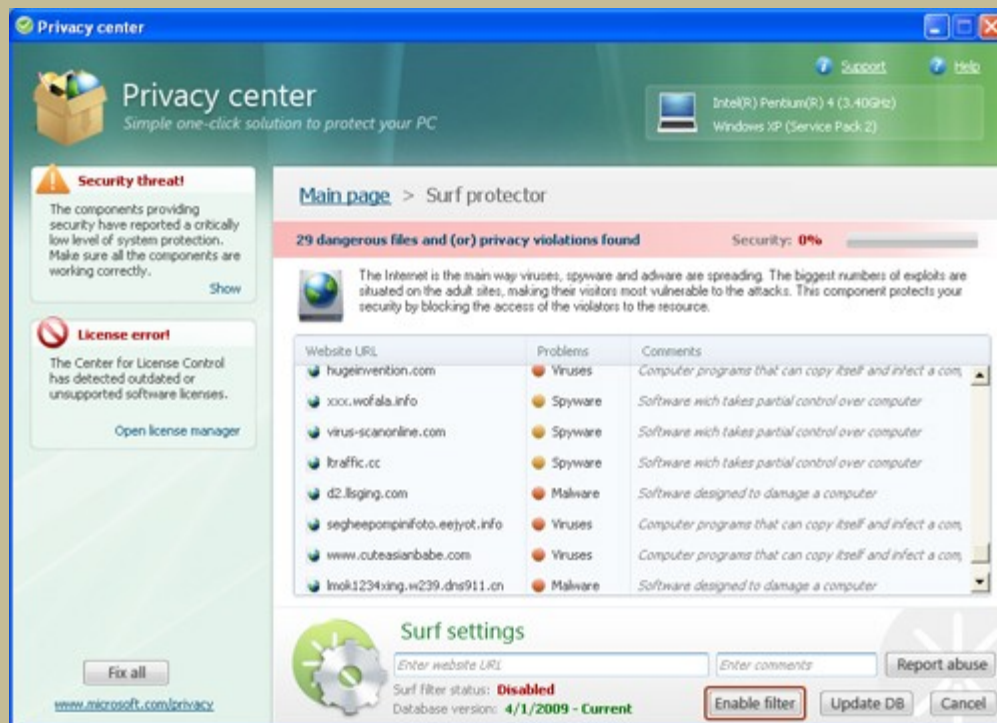 Privacy center
Support
Help
Privacy center
Simple one-click solution to protect your PC
Intel(R) Pentium(R) 4 (3.40GHz)
Windows XP (Service Pack 2)
Security threat!
The components providing
security have reported a critically
low level of system protection.
Make sure all the components are
working correctly.
Show
License error!
The Center for License Control
has detected outdated or
unsupported software licenses.
Open license manager
Fix all
www.microsoft.com/privacy
Main page > Surf protector
29 dangerous files and (or) privacy violations found Security: 0%
The Internet is the main way viruses, spyware and adware are spreading. The biggest numbers of exploits are
situated on the adult sites, making their visitors most vulnerable to the attacks. This component protects your
security by blocking the access of the violators to the resource.
Website URL Problems Comments
hugeinvention.com Viruses Computer programs that can copy itself and infect a com
xxx.wofala.info Spyware Software wich takes partial control over computer
virus-scanonline.com Spyware Software wich takes partial control over computer
ltraffic.cc Spyware Software wich takes partial control over computer
d2.llsging.com Malware Software designed to damage a computer
segheepompinifoto.eejyot.info Viruses Computer programs that can copy itself and infect a com
www.cuteasianbabe.com Viruses Computer programs that can copy itself and infect a com
lmok1234xing.w239.dns911.cn Malware Software designed to damage a computer
Surf settings
Enter website URL Enter comments Report abuse
Surf filter status: Disabled
Database version: 4/1/2009 - Current
Enable filter Update DB Cancel